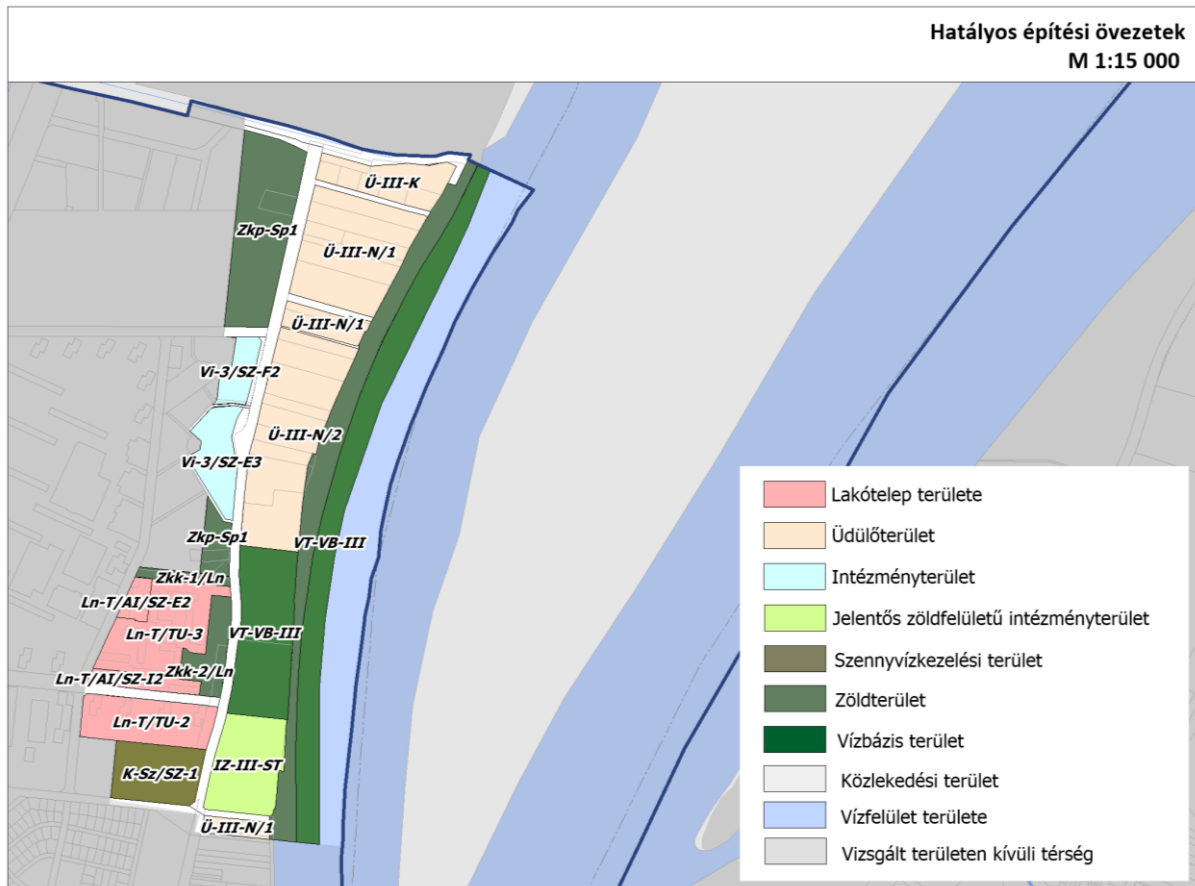 Hatályos építési övezetek
M 1:15 000
Ü-III-K
Zkp-Sp1
Ü-III-N/1
Ü-III-N/1
Vi-3/SZ-F2
Ü-III-N/2
Vi-3/SZ-E3
Zkp-Sp1
VT-VB-III
Zkk-1/Ln
Ln-T/AI/SZ-E2
Ln-T/TU-3
VT-VB-III
Zkk-2/Ln
Ln-T/AI/SZ-I2
Ln-T/TU-2
IZ-III-ST
K-Sz/SZ-1
Ü-III-N/1
Lakótelep területe
Üdülőterület
Intézményterület
Jelentős zöldfelületű intézményterület
Szennyvízkezelési terület
Zöldterület
Vízbázis terület
Közlekedési terület
Vízfelület területe
Vizsgált területen kívüli térség